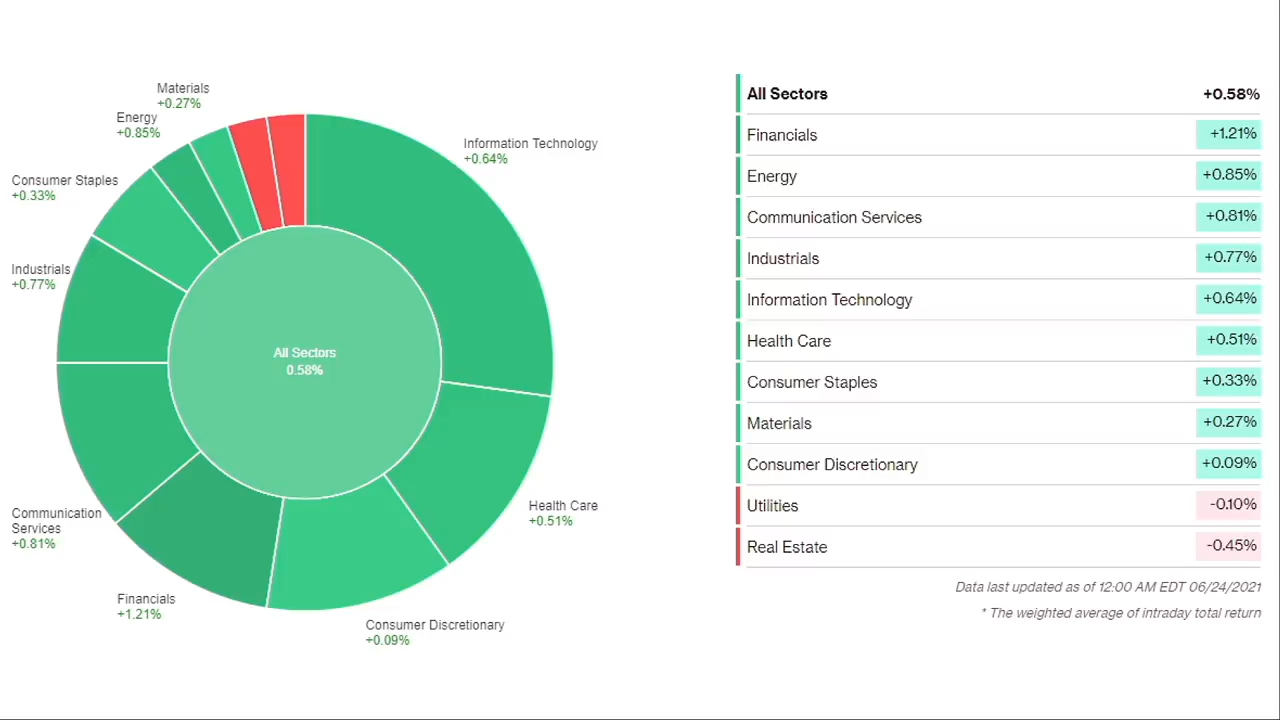 Materials
+0.27%
Energy
+0.85%
Information Technology
+0.64%
Consumer Staples
+0.33%
Industrials
+0.77%
All Sectors
0.58%
Health Care
+0.51%
Communication
Services
+0.81%
Financials
+1.21%
Consumer Discretionary
+0.09%
All Sectors +0.58%
Financials +1.21%
Energy +0.85%
Communication Services +0.81%
Industrials +0.77%
Information Technology +0.64%
Health Care +0.51%
Consumer Staples +0.33%
Materials +0.27%
Consumer Discretionary +0.09%
Utilities -0.10%
Real Estate -0.45%
Data last updated as of 12:00 AM EDT 06/24/2021
* The weighted average of intraday total return